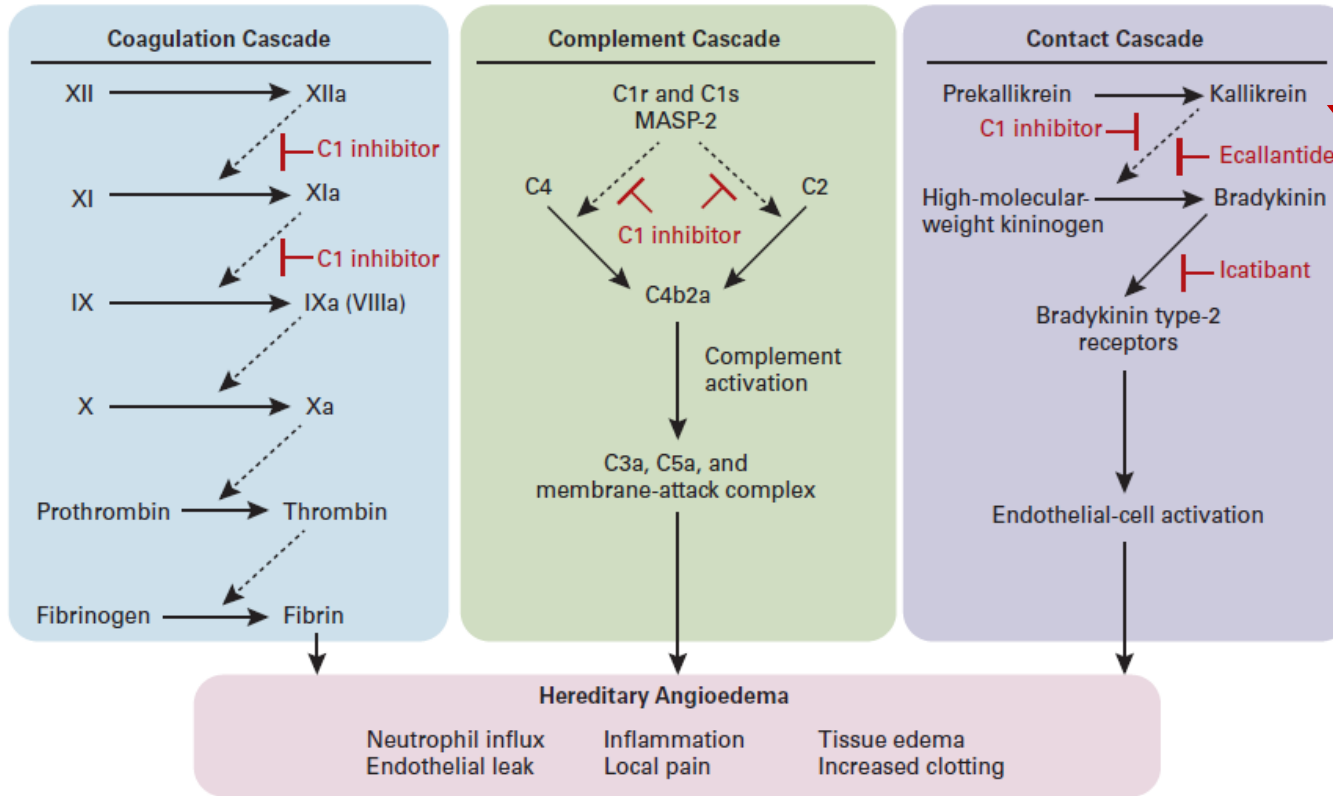 Coagulation Cascade
XII
XIIa
C1 inhibitor
XI
XIa
C1 inhibitor
IX
IXa (VIIIa)
X
Xa
Prothrombin
Thrombin
Fibrinogen
Fibrin
Complement Cascade
C1r and C1s
MASP-2
C4
C2
C1 inhibitor
C4b2a
Complement
activation
C3a, C5a, and
membrane-attack complex
Contact Cascade
Prekallikrein
Kallikrein
C1 inhibitor
Ecallantide
High-molecular-
weight kininogen
Bradykinin
Icatibant
Bradykinin type-2
receptors
Endothelial-cell activation
Hereditary Angioedema
Neutrophil influx
Endothelial leak
Inflammation
Local pain
Tissue edema
Increased clotting